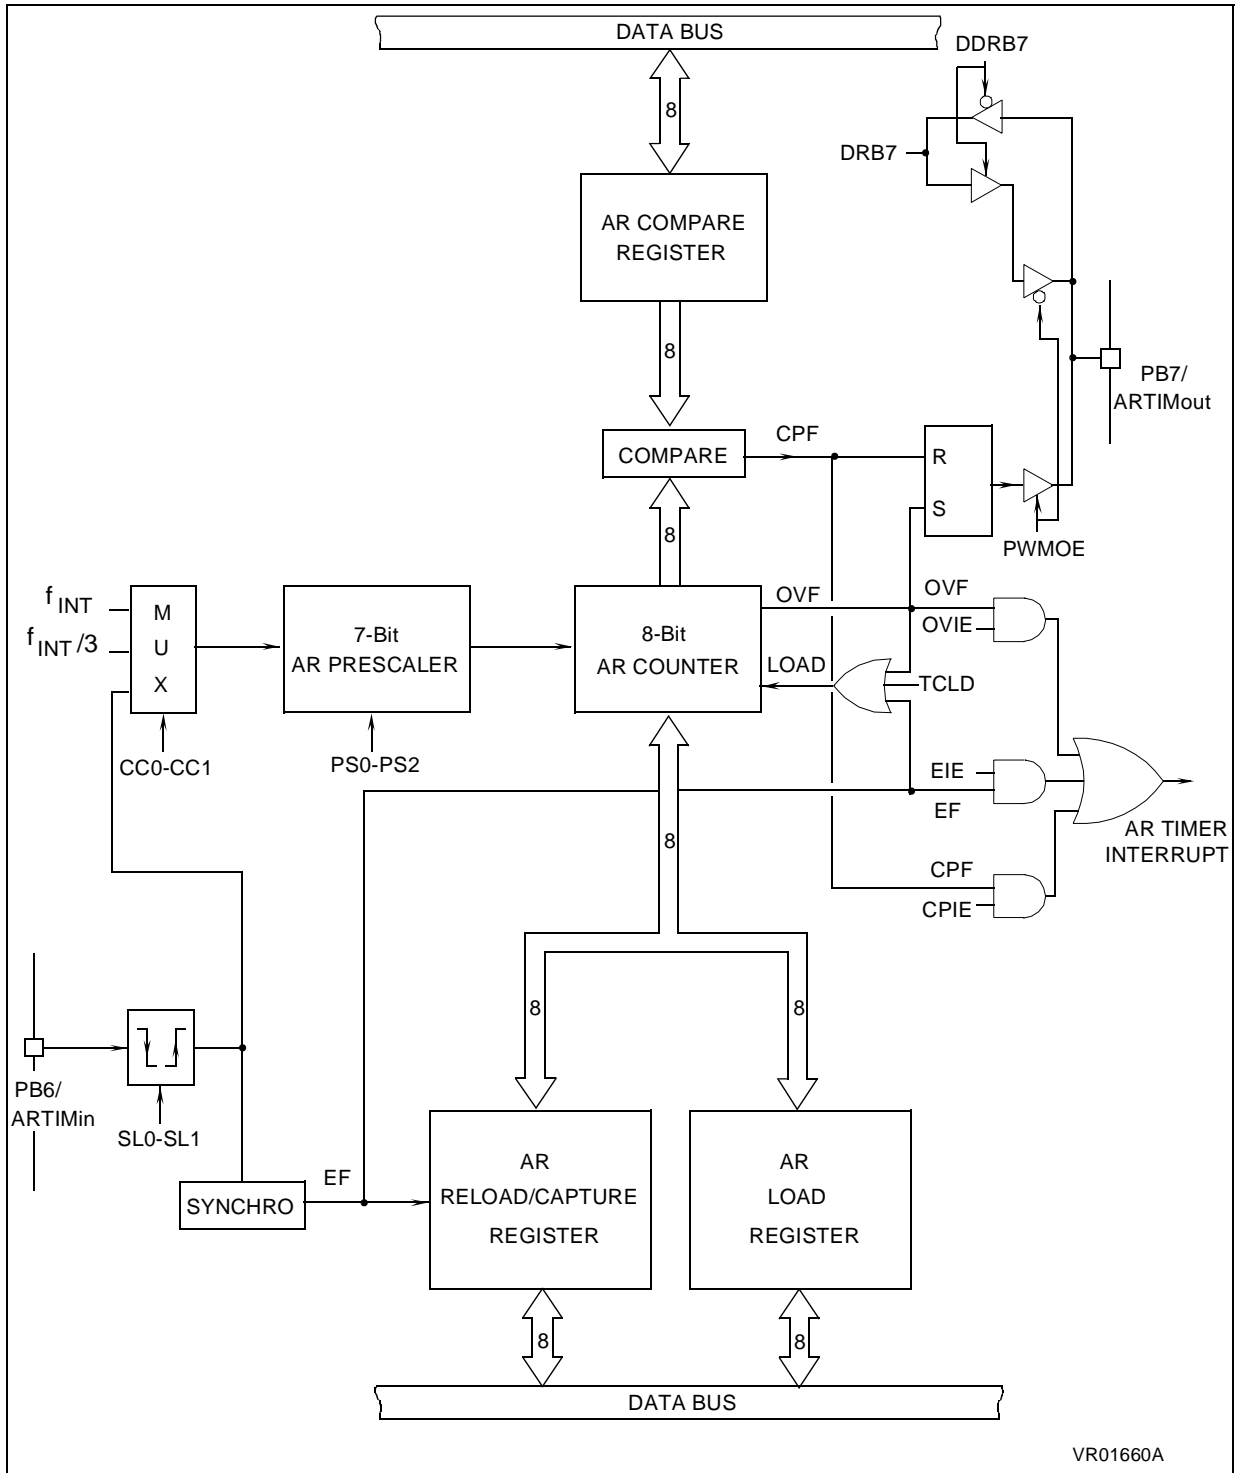 DATA BUS
DDRB7
8
DRB7
AR COMPARE
REGISTER
8
PB7/
ARTIMout
CPF
COMPARE
R
S
8
PWMOE
f INT
f INT /3
M
U
X
7-Bit
AR PRESCALER
8-Bit
AR COUNTER
OVF
OVF
OVIE
LOAD
TCLD
CC0-CC1
PS0-PS2
EIE
EF
AR TIMER
INTERRUPT
8
CPF
CPIE
8
8
PB6/
ARTIMin
SL0-SL1
SYNCHRO
EF
AR
RELOAD/CAPTURE
REGISTER
AR
LOAD
REGISTER
8
8
DATA BUS
VR01660A